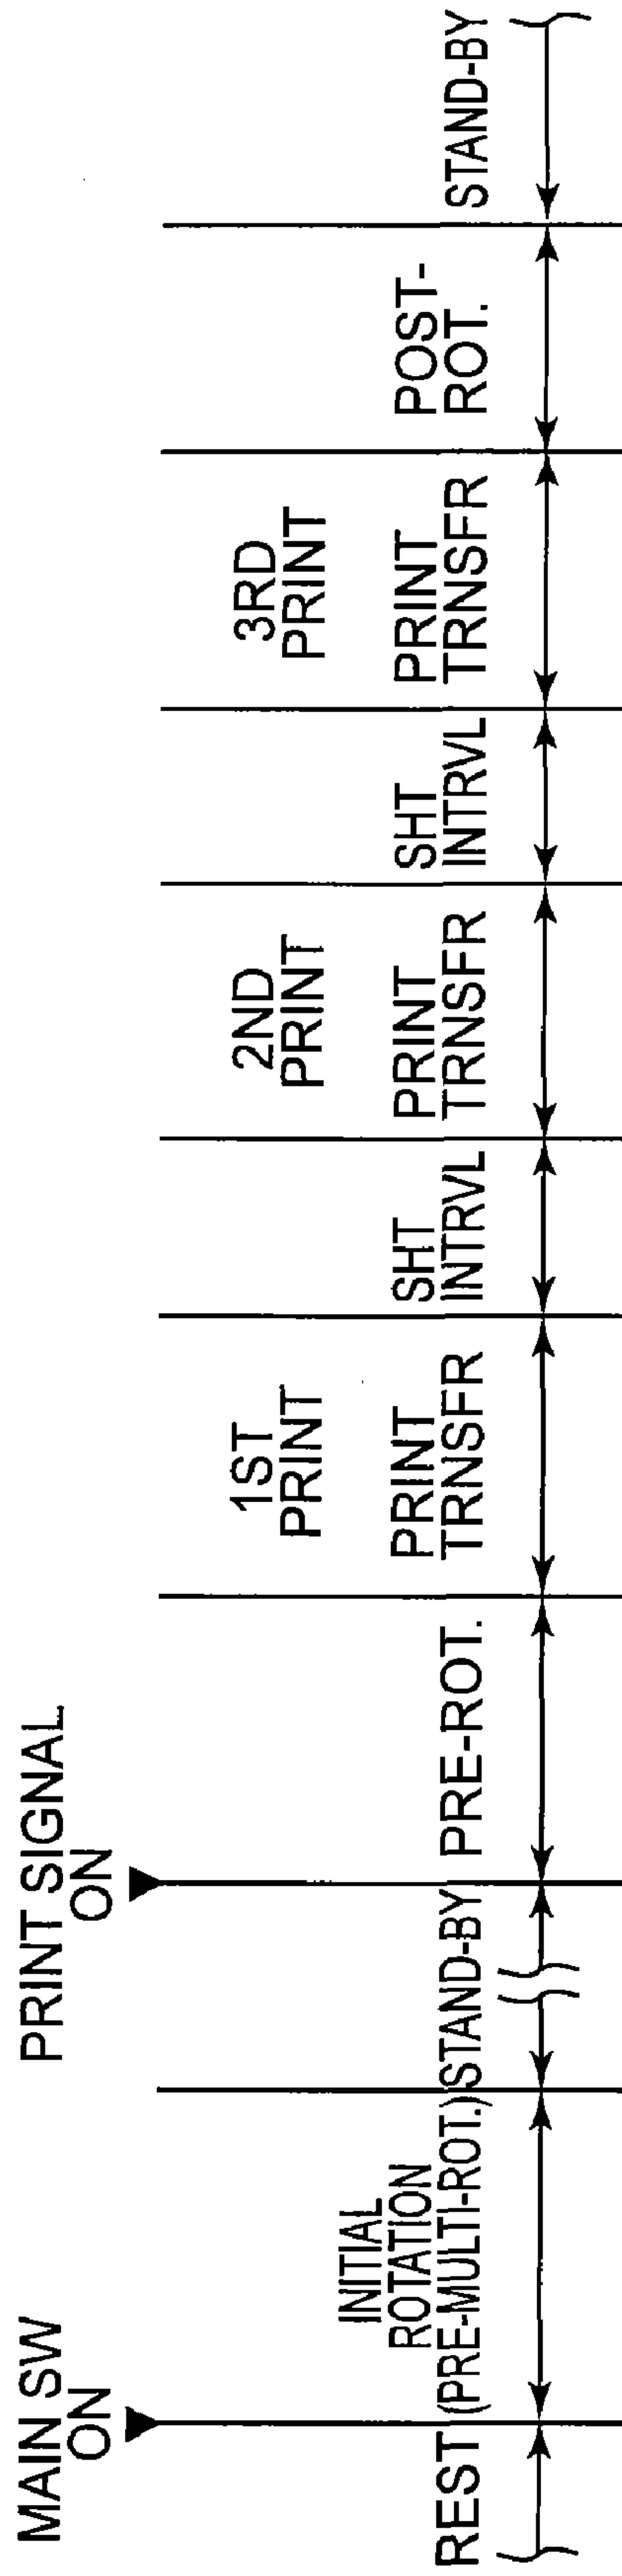 MAIN SW
ON
PRINT SIGNAL
ON
1ST
PRINT
2ND
PRINT
3RD
PRINT
REST
INITIAL
ROTATION
(PRE-MULTI-ROT.)
STAND-BY
PRE-ROT.
PRINT
TRNSFR
SHT
INTRVL
PRINT
TRNSFR
SHT
INTRVL
PRINT
TRNSFR
POST-
ROT.
STAND-BY